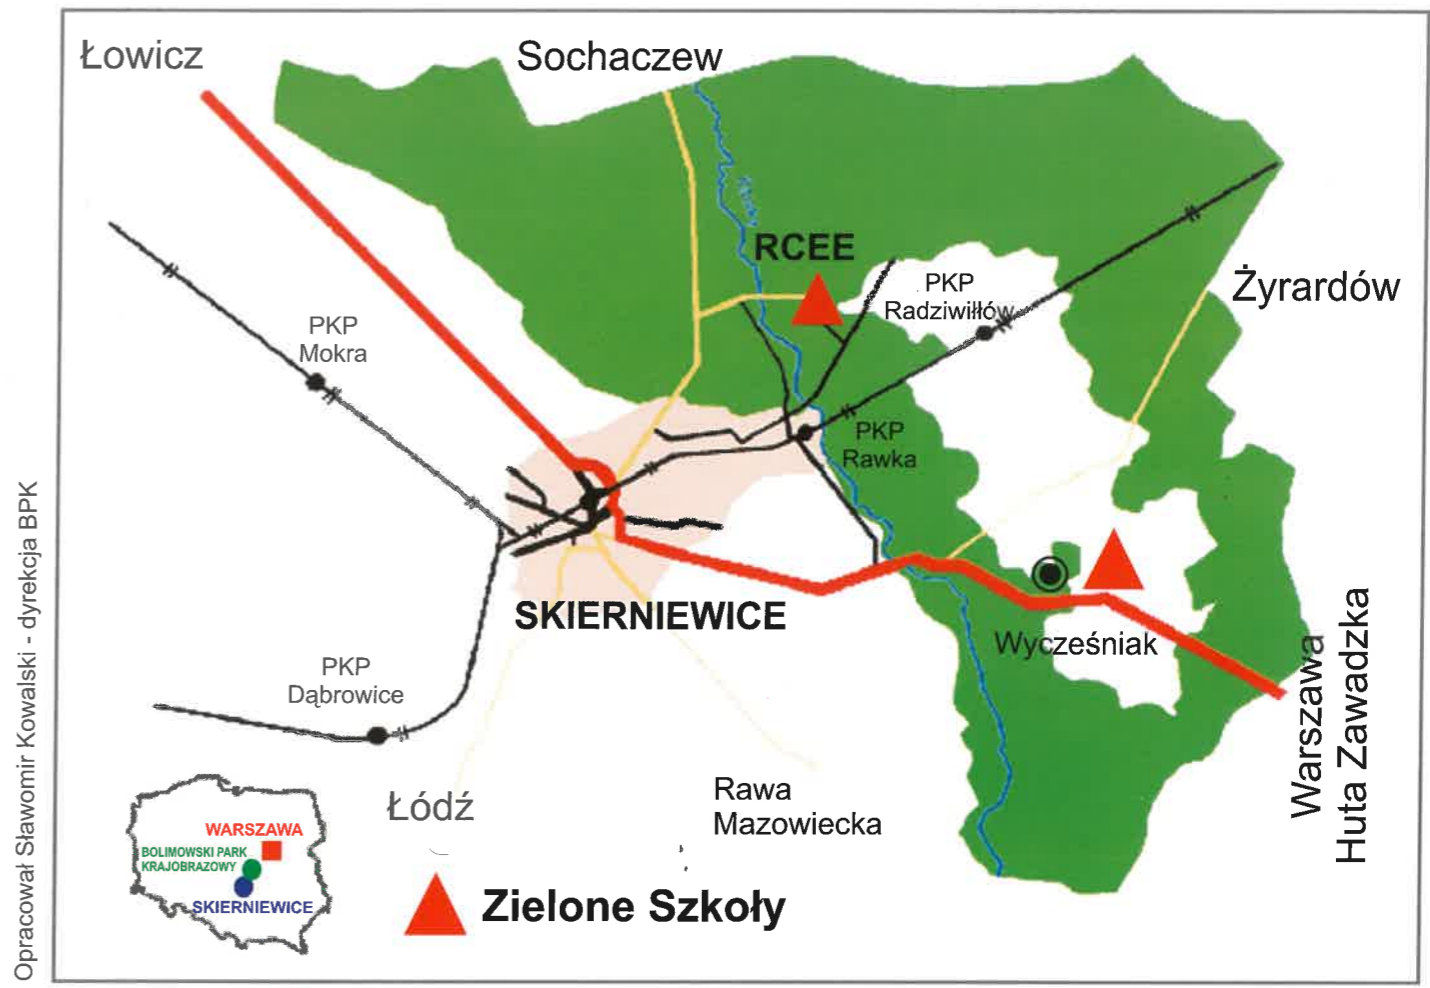 Łowicz
Sochaczew
RCEE
PKP
Radziwiłłów
Żyrardów
PKP
Mokra
PKP
Rawka
SKIERNIEWICE
Wycześniak
PKP
Dąbrowice
Warszawa
Huta Zawadzka
Łódź
Rawa
Mazowiecka
WARSZAWA
BOLIMOWSKI PARK
KRAJOBRAZOWY
SKIERNIEWICE
Zielone Szkoły
Opracował Sławomir Kowalski - dyrekcja BPK